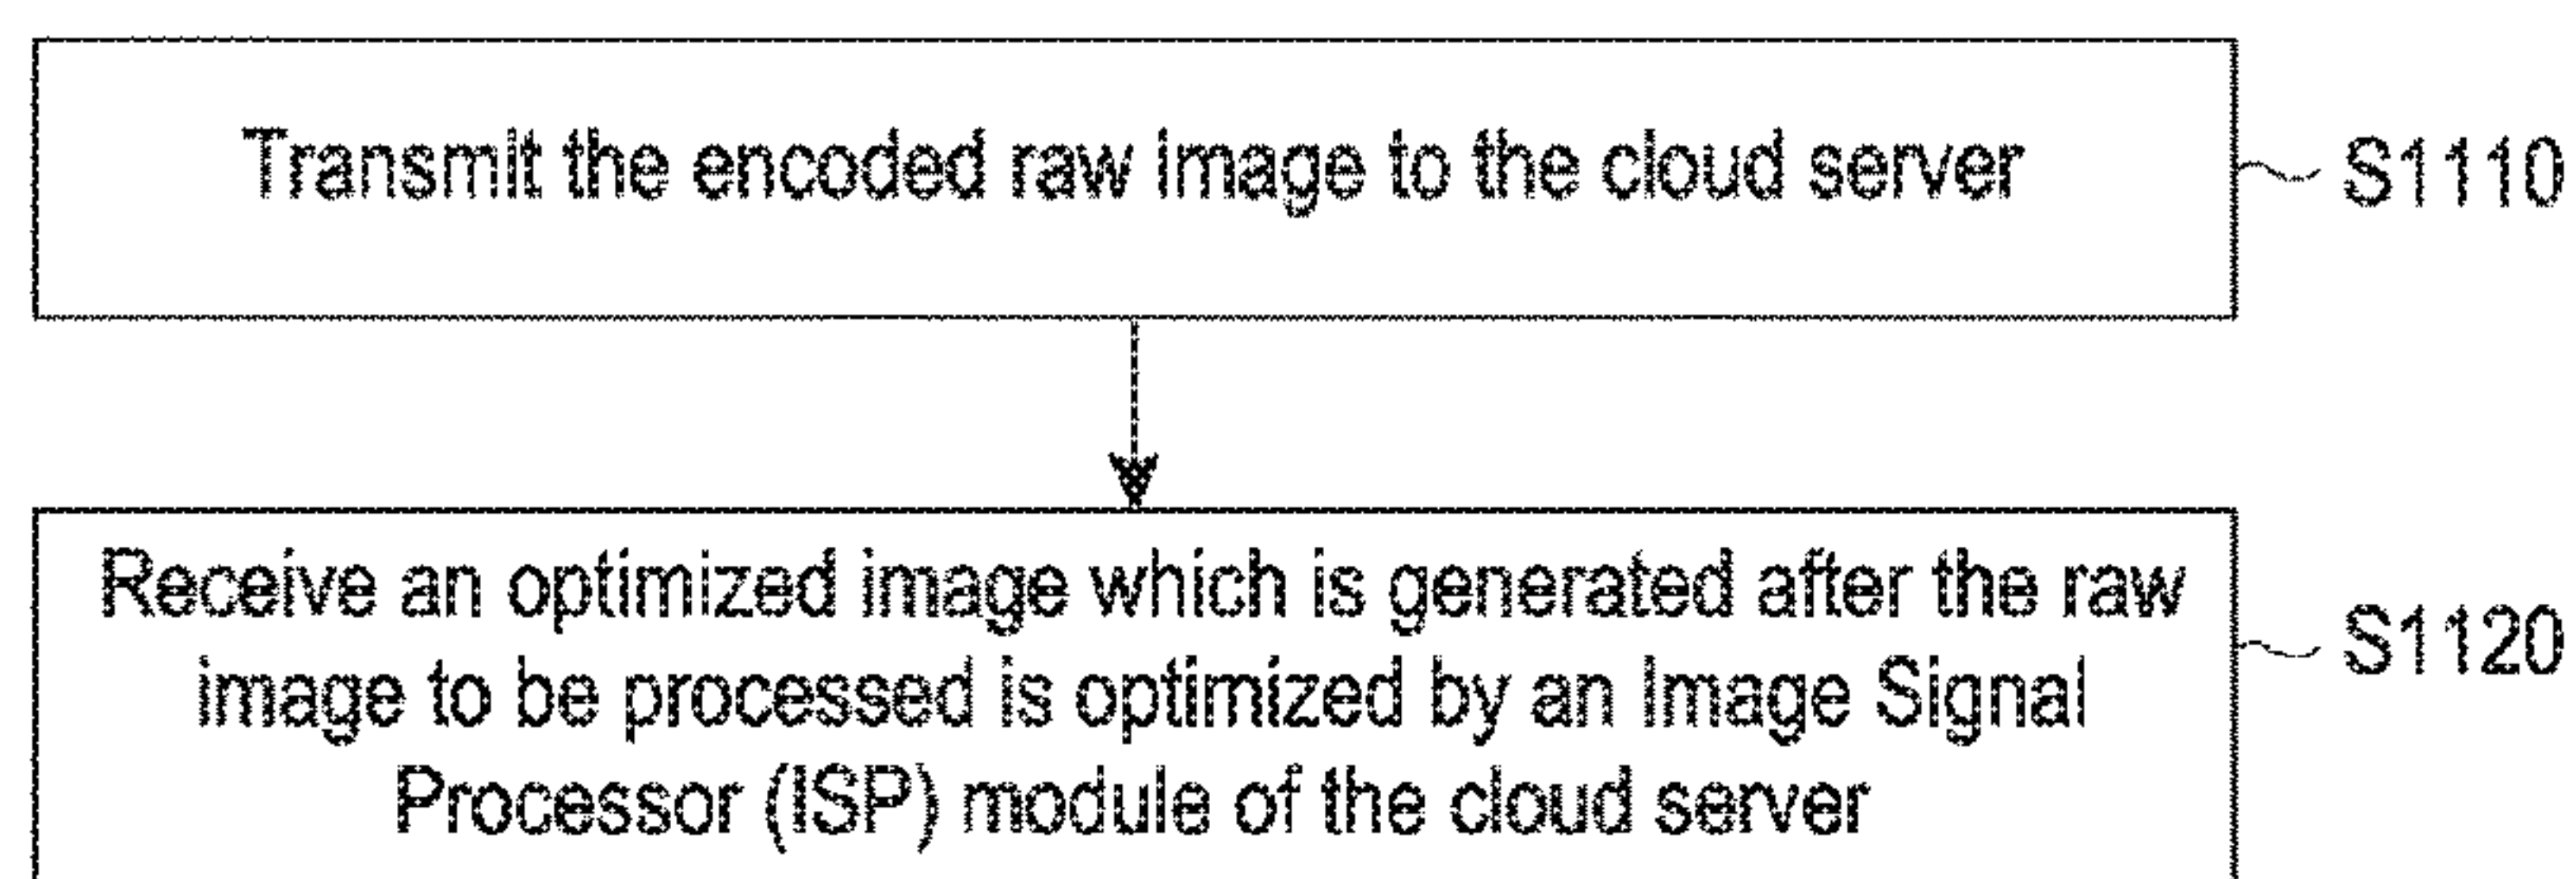 Transmit the encoded raw image to the cloud server
S1110
Receive an optimized image which is generated after the raw
image to be processed is optimized by an Image Signal
Processor (ISP) module of the cloud server
S1120